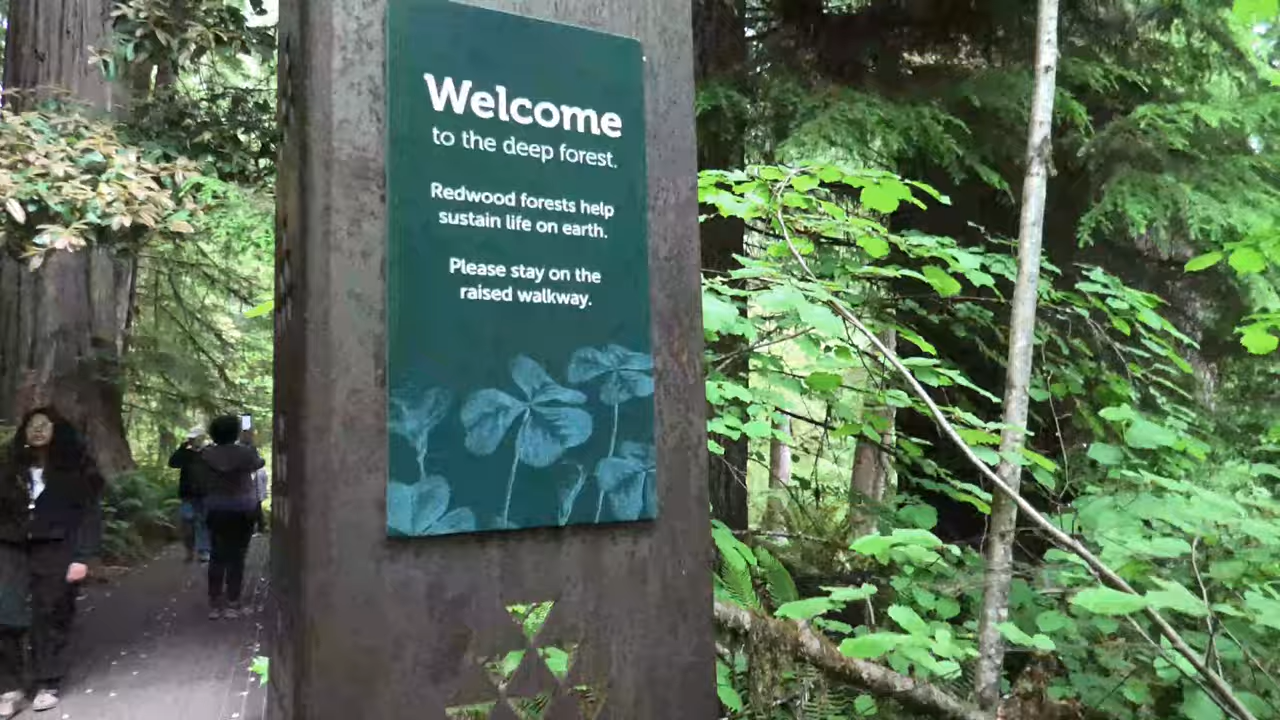 Welcome
to the deep forest.
Redwood forests help
sustain life on earth.
Please stay on the
raised walkway.